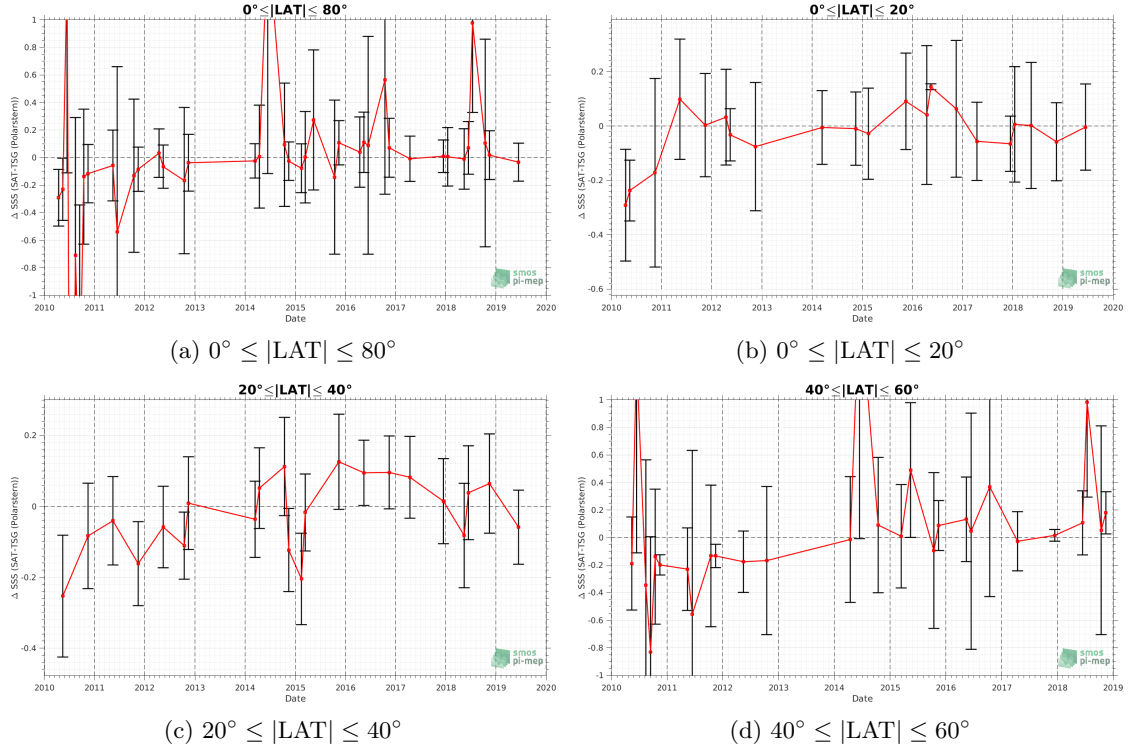 0°≤|LAT|≤ 80°
1
0.8
0.6
0.4
0.2
0
-0.2
-0.4
-0.6
-0.8
-1
Δ SSS (SAT-TSG (Polarstern))
2010 2011 2012 2013 2014 2015 2016 2017 2018 2019 2020
Date
smos
pi-mep
(a) 0° ≤ |LAT| ≤ 80°
0°≤|LAT|≤ 20°
0.2
0
-0.2
-0.4
-0.6
Δ SSS (SAT-TSG (Polarstern))
2010 2011 2012 2013 2014 2015 2016 2017 2018 2019 2020
Date
smos
pi-mep
(b) 0° ≤ |LAT| ≤ 20°
20°≤|LAT|≤ 40°
0.2
0
-0.2
-0.4
Δ SSS (SAT-TSG (Polarstern))
2010 2011 2012 2013 2014 2015 2016 2017 2018 2019 2020
Date
smos
pi-mep
(c) 20° ≤ |LAT| ≤ 40°
40°≤|LAT|≤ 60°
1
0.8
0.6
0.4
0.2
0
-0.2
-0.4
-0.6
-0.8
-1
Δ SSS (SAT-TSG (Polarstern))
2010 2011 2012 2013 2014 2015 2016 2017 2018 2019
Date
smos
pi-mep
(d) 40° ≤ |LAT| ≤ 60°